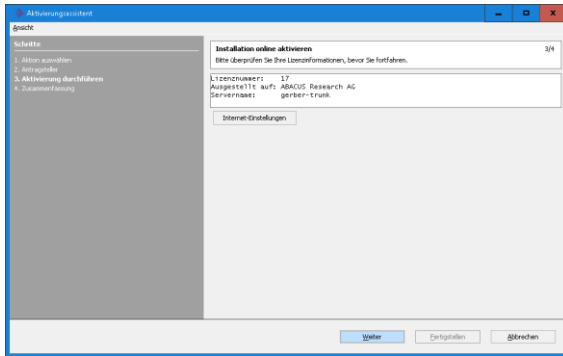 Aktivierungsassistent
Ansicht
Schritte
1. Aktion auswählen
2. Antragsteller
3. Aktivierung durchführen
4. Zusammenfassung
Installation online aktivieren 3/4
Bitte überprüfen Sie Ihre Lizenzinformationen, bevor Sie fortfahren.
Lizenznummer: 17
Ausgestellt auf: ABACUS Research AG
Servername: gerber-trunk
Internet-Einstellungen
Weiter Fertigstellen Abbrechen